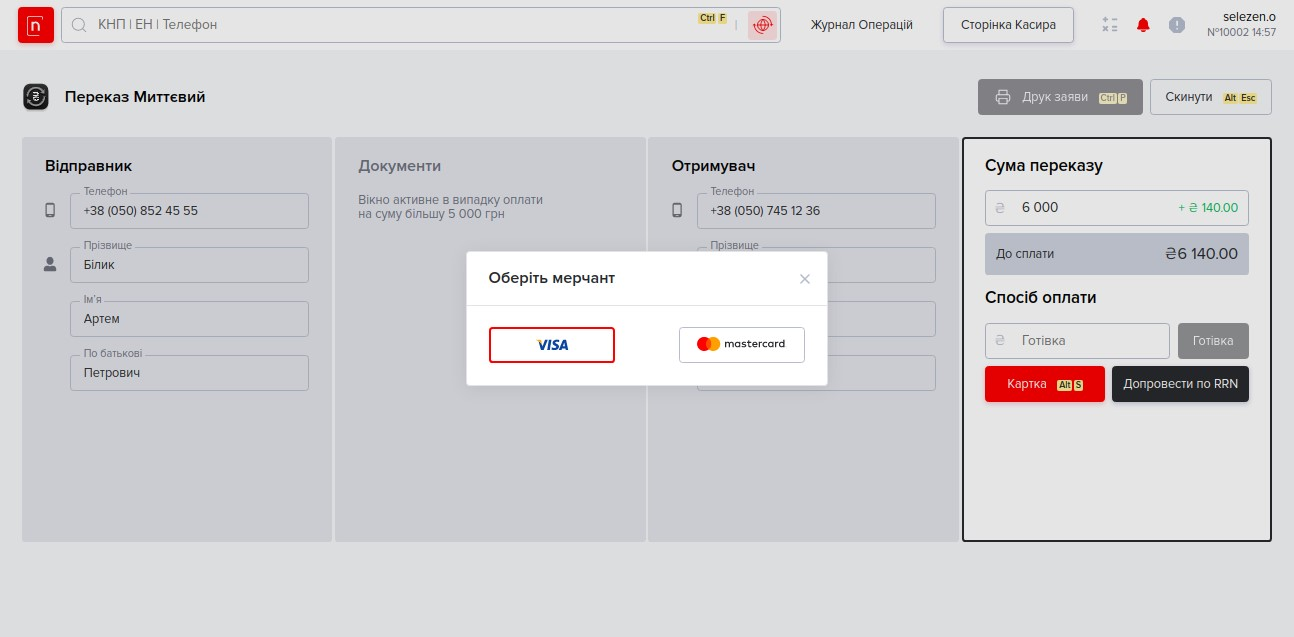 n
КНП | ЕН | Телефон
Ctrl F
Журнал Операцій
Сторінка Касира
selezen.o
№10002 14:57
Переказ Миттєвий
Друк заяви Ctrl P
Скинути Alt Esc
Відправник
Телефон
+38 (050) 852 45 55
Прізвище
Білик
Ім'я
Артем
По батькові
Петрович
Документи
Вікно активне в випадку оплати
на суму більшу 5 000 грн
Отримувач
Телефон
+38 (050) 745 12 36
Прізвище
Оберіть мерчант
VISA
mastercard
Сума переказу
₴ 6 000 + ₴ 140.00
До сплати ₴6 140.00
Спосіб оплати
₴ Готівка
Готівка
Картка Alt S
Допровести по RRN